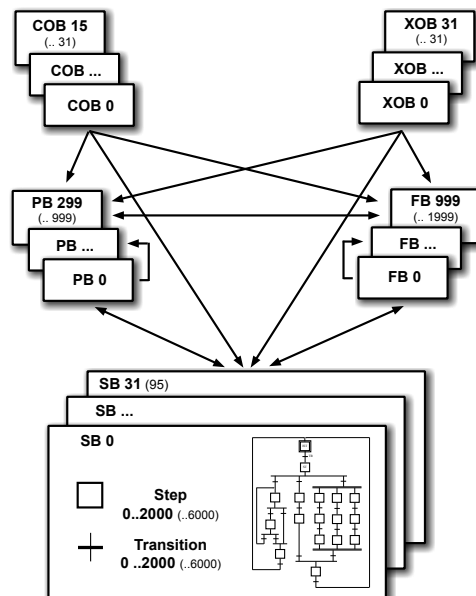 COB 15
(.. 31)
COB ...
COB 0
XOB 31
(.. 31)
XOB ...
XOB 0
PB 299
(.. 999)
PB ...
PB 0
FB 999
(.. 1999)
FB ...
FB 0
SB 31 (95)
SB ...
SB 0
Step
0..2000 (..6000)
Transition
0 ..2000 (..6000)